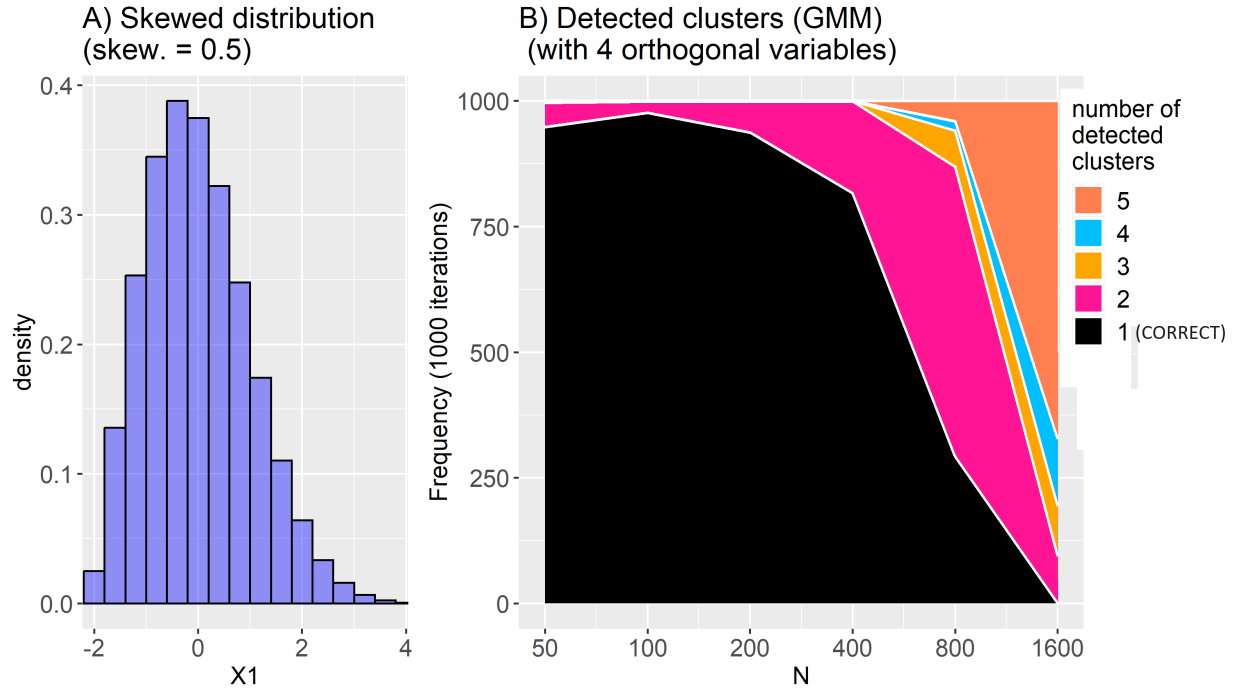 A) Skewed distribution
(skew. = 0.5)
density
0.4
0.3
0.2
0.1
0.0
-2
0
2
4
X1
B) Detected clusters (GMM)
(with 4 orthogonal variables)
Frequency (1000 iterations)
1000
750
500
250
0
50
100
200
400
800
1600
N
number of
detected
clusters
5
4
3
2
1 (CORRECT)